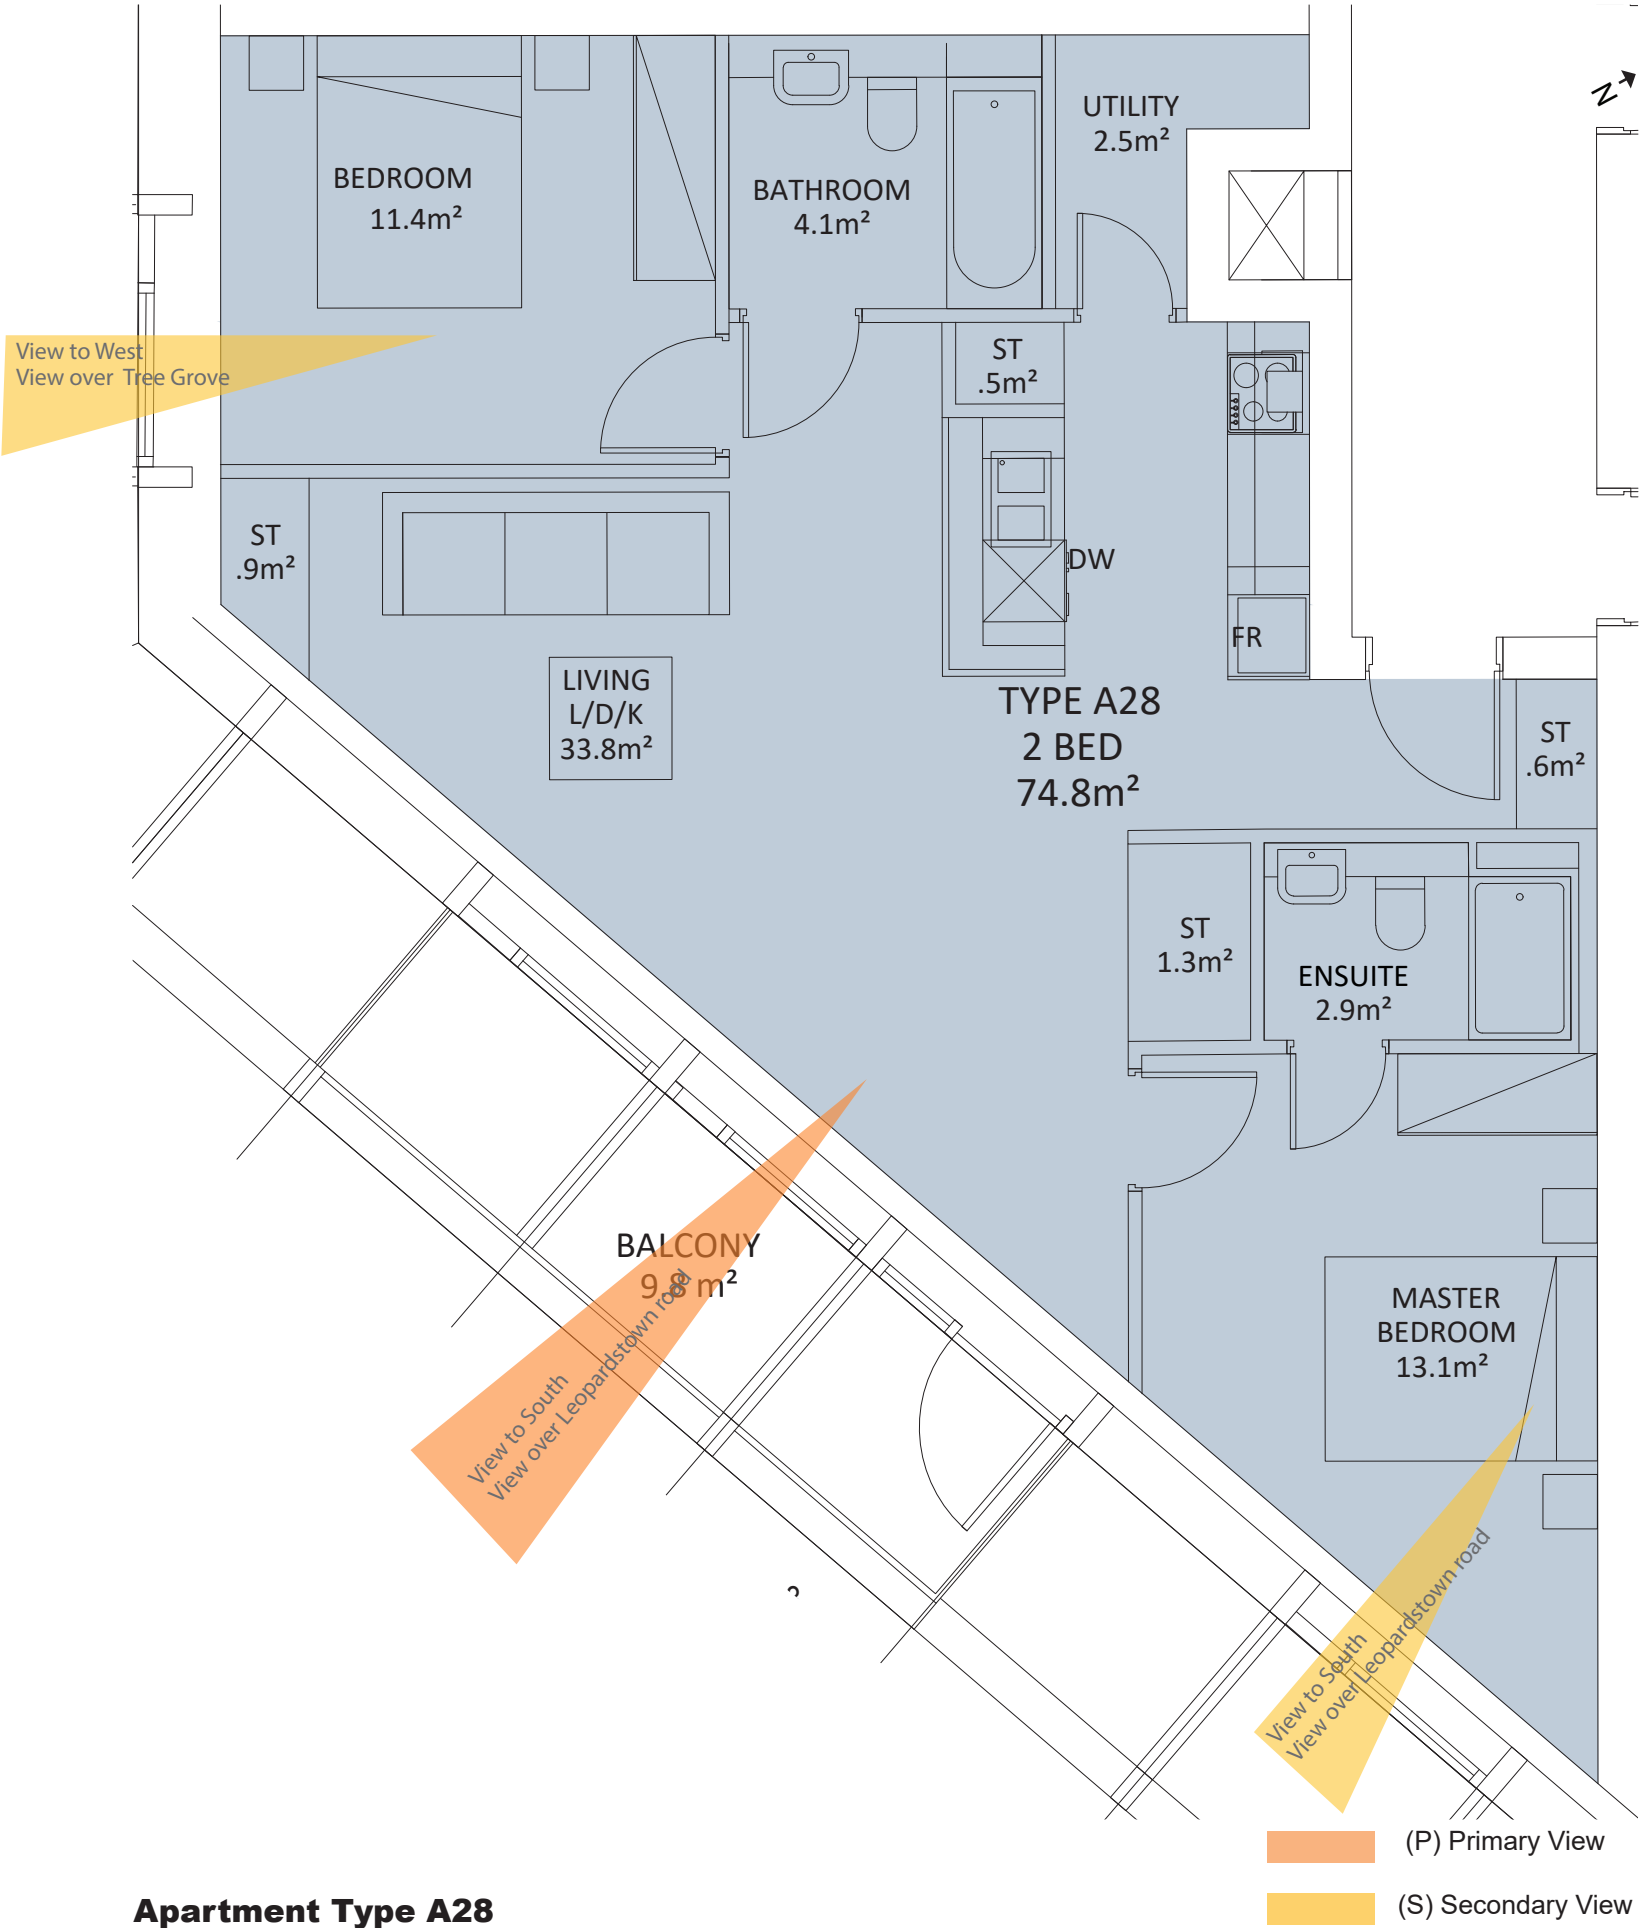 N
UTILITY
2.5m²
BEDROOM
11.4m²
BATHROOM
4.1m²
View to West
View over Tree Grove
ST
.5m²
ST
.9m²
DW
FR
LIVING
L/D/K
33.8m²
TYPE A28
2 BED
74.8m²
ST
.6m²
ST
1.3m²
ENSUITE
2.9m²
BALCONY
9.8 m²
View to South
View over Leopardstown road
MASTER
BEDROOM
13.1m²
View to South
View over Leopardstown road
(P) Primary View
(S) Secondary View
Apartment Type A28